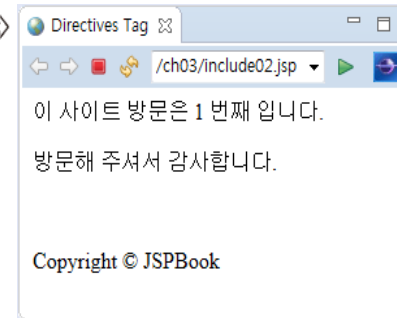 Directives Tag
/ch03/include02.jsp
이 사이트 방문은 1 번째 입니다.
방문해 주셔서 감사합니다.
Copyright © JSPBook